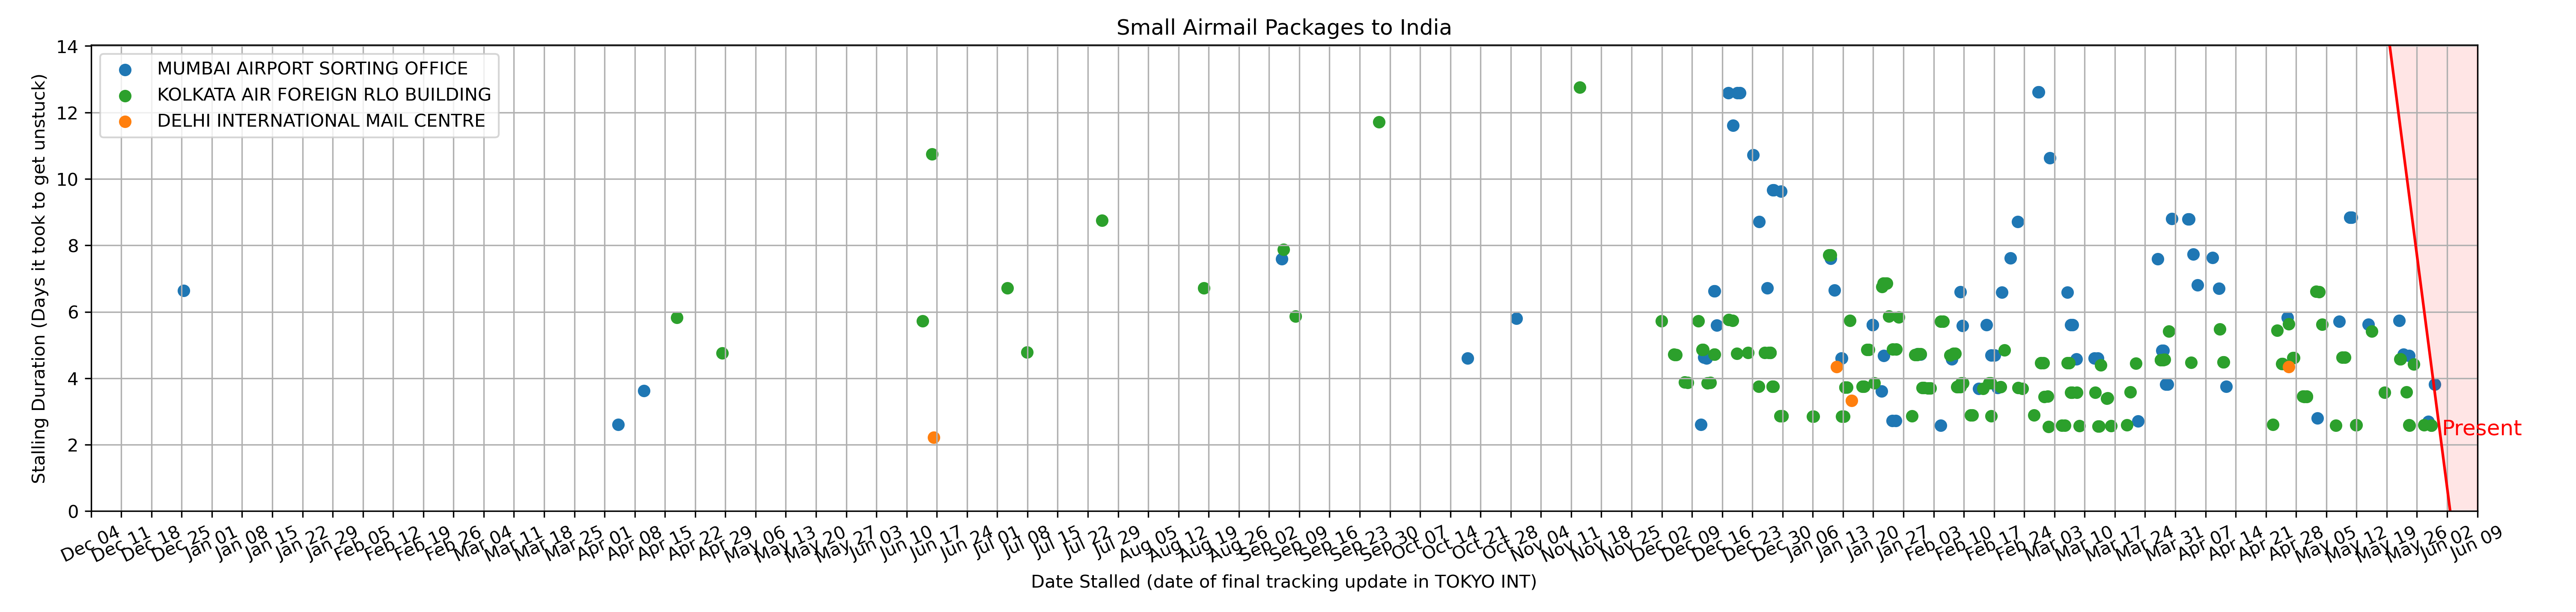 Small Airmail Packages to India
Stalling Duration (Days it took to get unstuck)
14
12
10
8
6
4
2
0
MUMBAI AIRPORT SORTING OFFICE
KOLKATA AIR FOREIGN RLO BUILDING
DELHI INTERNATIONAL MAIL CENTRE
Present
Dec 04
Dec 11
Dec 18
Dec 25
Jan 01
Jan 08
Jan 15
Jan 22
Jan 29
Feb 05
Feb 12
Feb 19
Feb 26
Mar 04
Mar 11
Mar 18
Mar 25
Apr 01
Apr 08
Apr 15
Apr 22
Apr 29
May 06
May 13
May 20
May 27
Jun 03
Jun 10
Jun 17
Jun 24
Jul 01
Jul 08
Jul 15
Jul 22
Jul 29
Aug 05
Aug 12
Aug 19
Aug 26
Sep 02
Sep 09
Sep 16
Sep 23
Sep 30
Oct 07
Oct 14
Oct 21
Oct 28
Nov 04
Nov 11
Nov 18
Nov 25
Dec 02
Dec 09
Dec 16
Dec 23
Dec 30
Jan 06
Jan 13
Jan 20
Jan 27
Feb 03
Feb 10
Feb 17
Feb 24
Mar 03
Mar 10
Mar 17
Mar 24
Mar 31
Apr 07
Apr 14
Apr 21
Apr 28
May 05
May 12
May 19
May 26
Jun 02
Jun 09
Date Stalled (date of final tracking update in TOKYO INT)